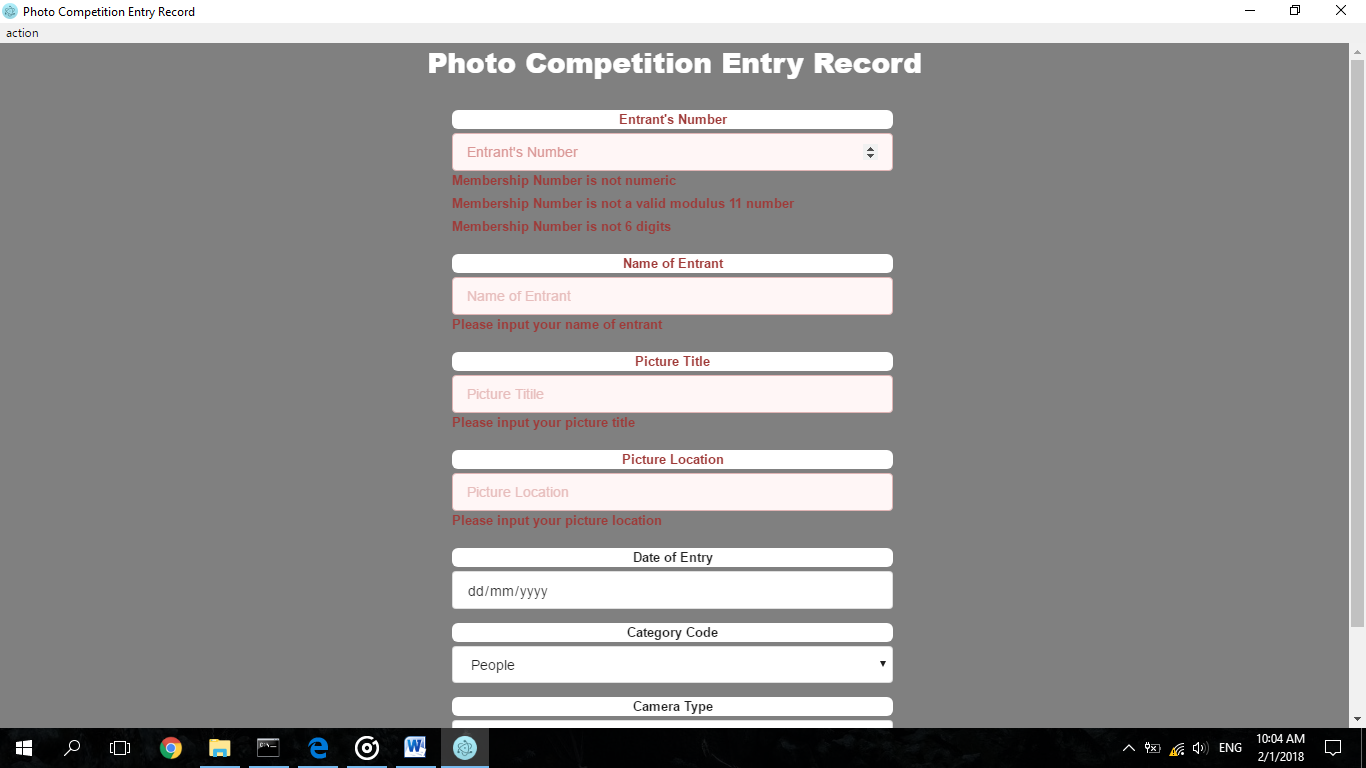 Photo Competition Entry Record
action
Photo Competition Entry Record
Entrant's Number
Entrant's Number
Membership Number is not numeric
Membership Number is not a valid modulus 11 number
Membership Number is not 6 digits
Name of Entrant
Name of Entrant
Please input your name of entrant
Picture Title
Picture Titile
Please input your picture title
Picture Location
Picture Location
Please input your picture location
Date of Entry
dd/mm/yyyy
Category Code
People
Camera Type
ENG
10:04 AM
2/1/2018